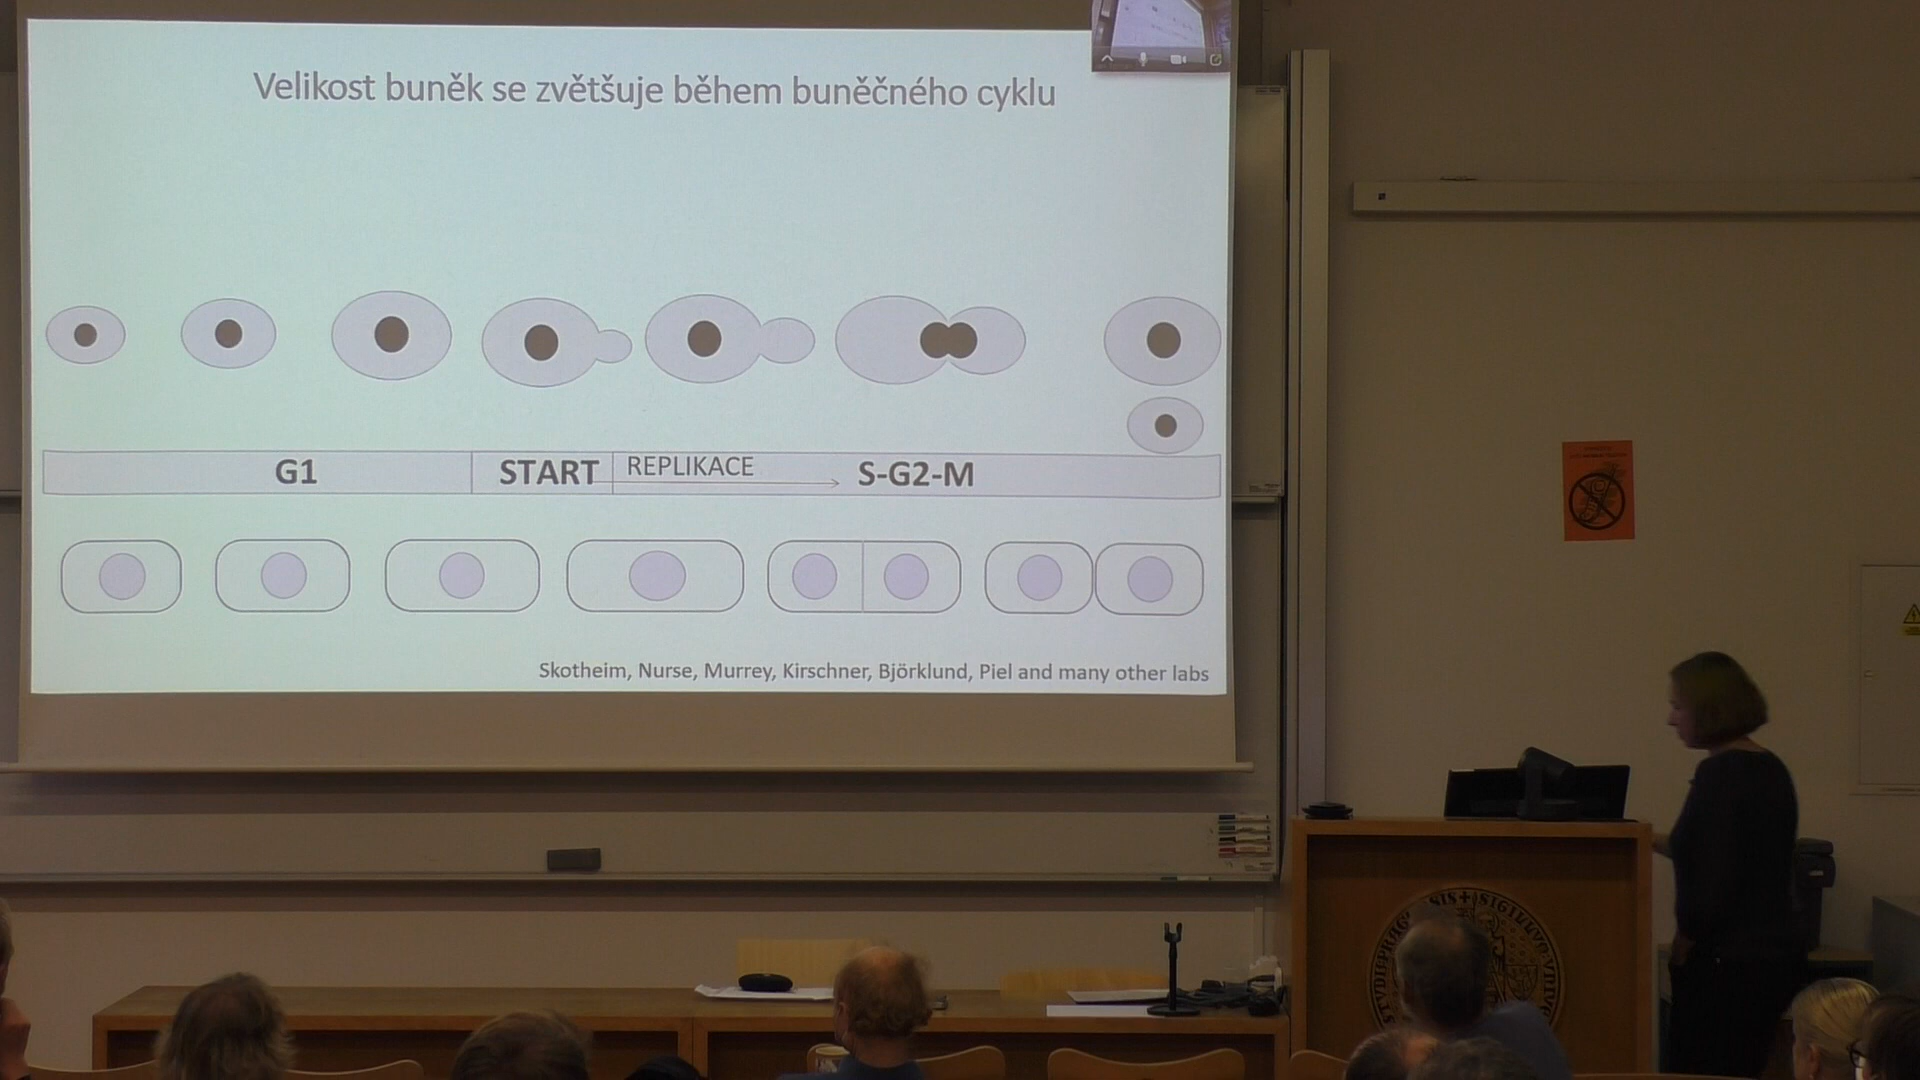 Velikost buněk se zvětšuje během buněčného cyklu
G1
START
REPLIKACE
S-G2-M
Skotheim, Nurse, Murrey, Kirschner, Björklund, Piel and many other labs